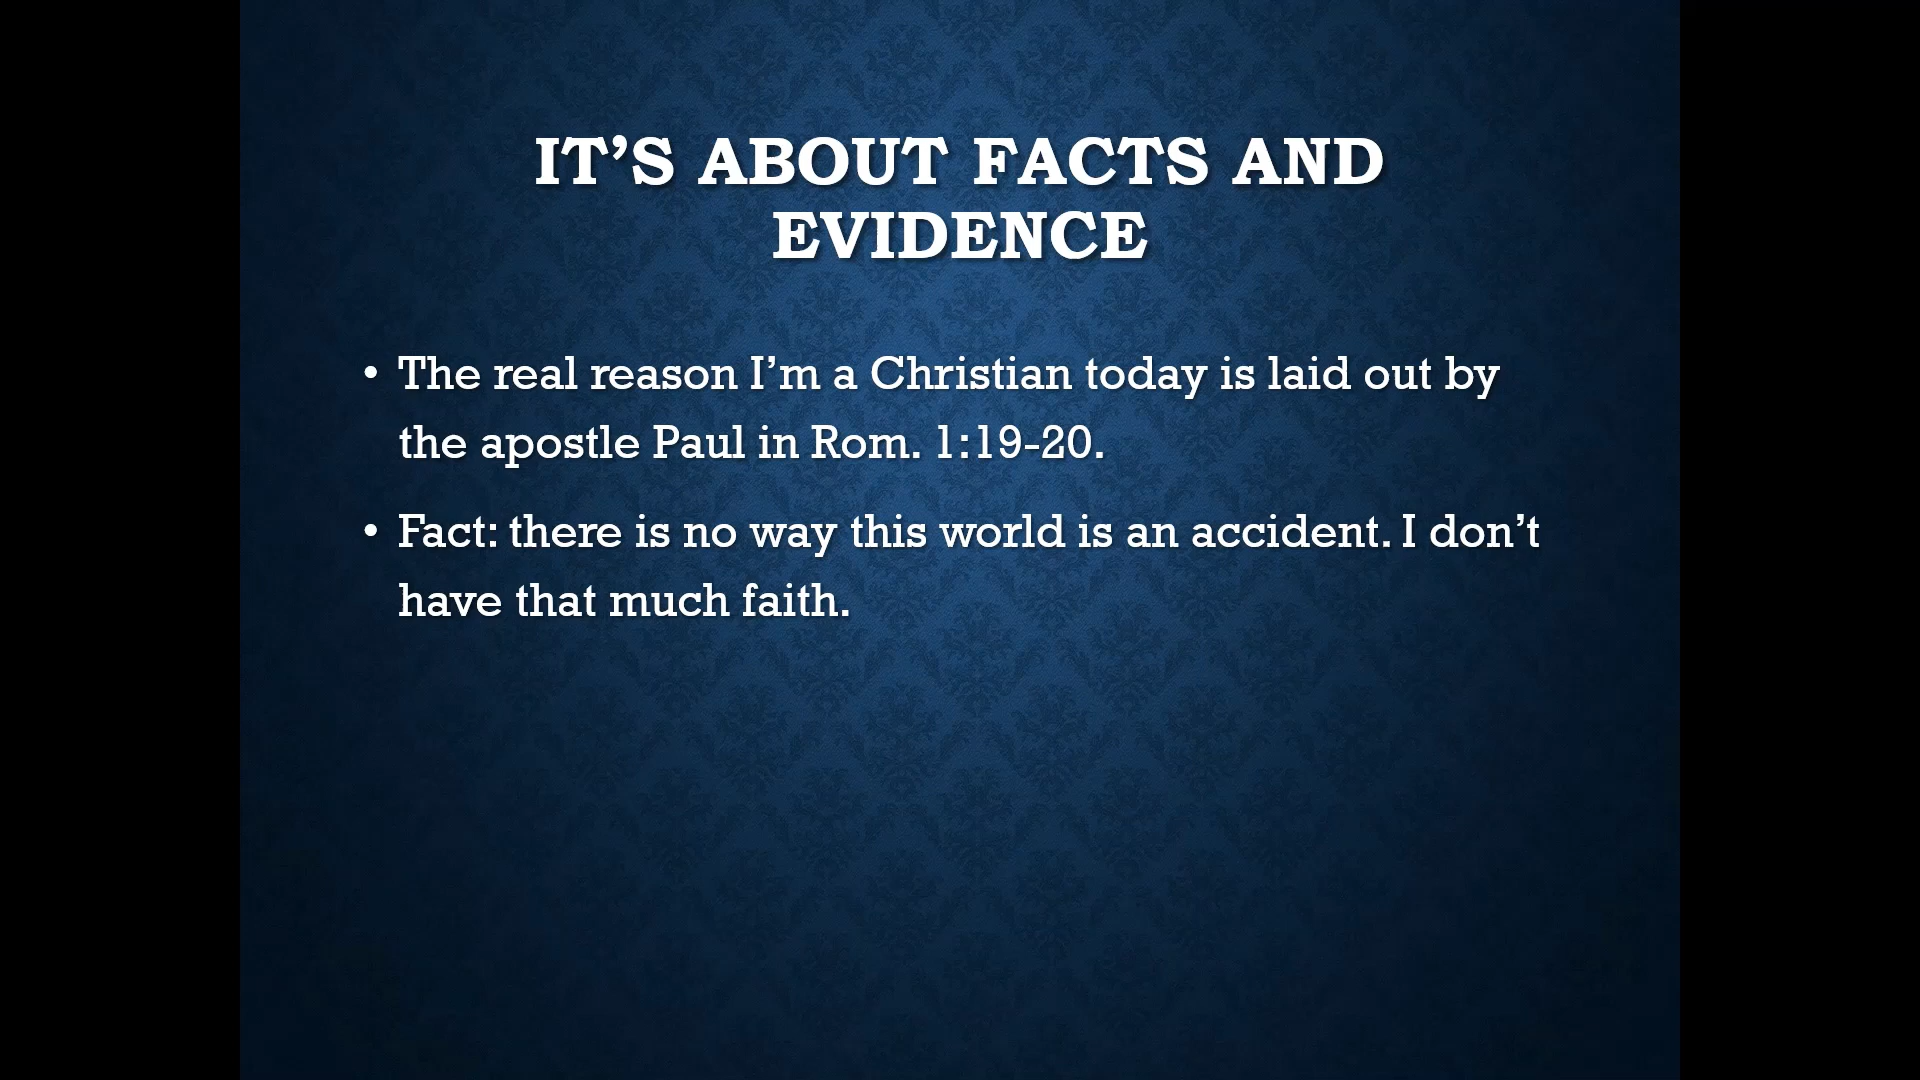 IT’S ABOUT FACTS AND
EVIDENCE
• The real reason I’m a Christian today is laid out by
the apostle Paul in Rom. 1:19-20.
• Fact: there is no way this world is an accident. I don’t
have that much faith.